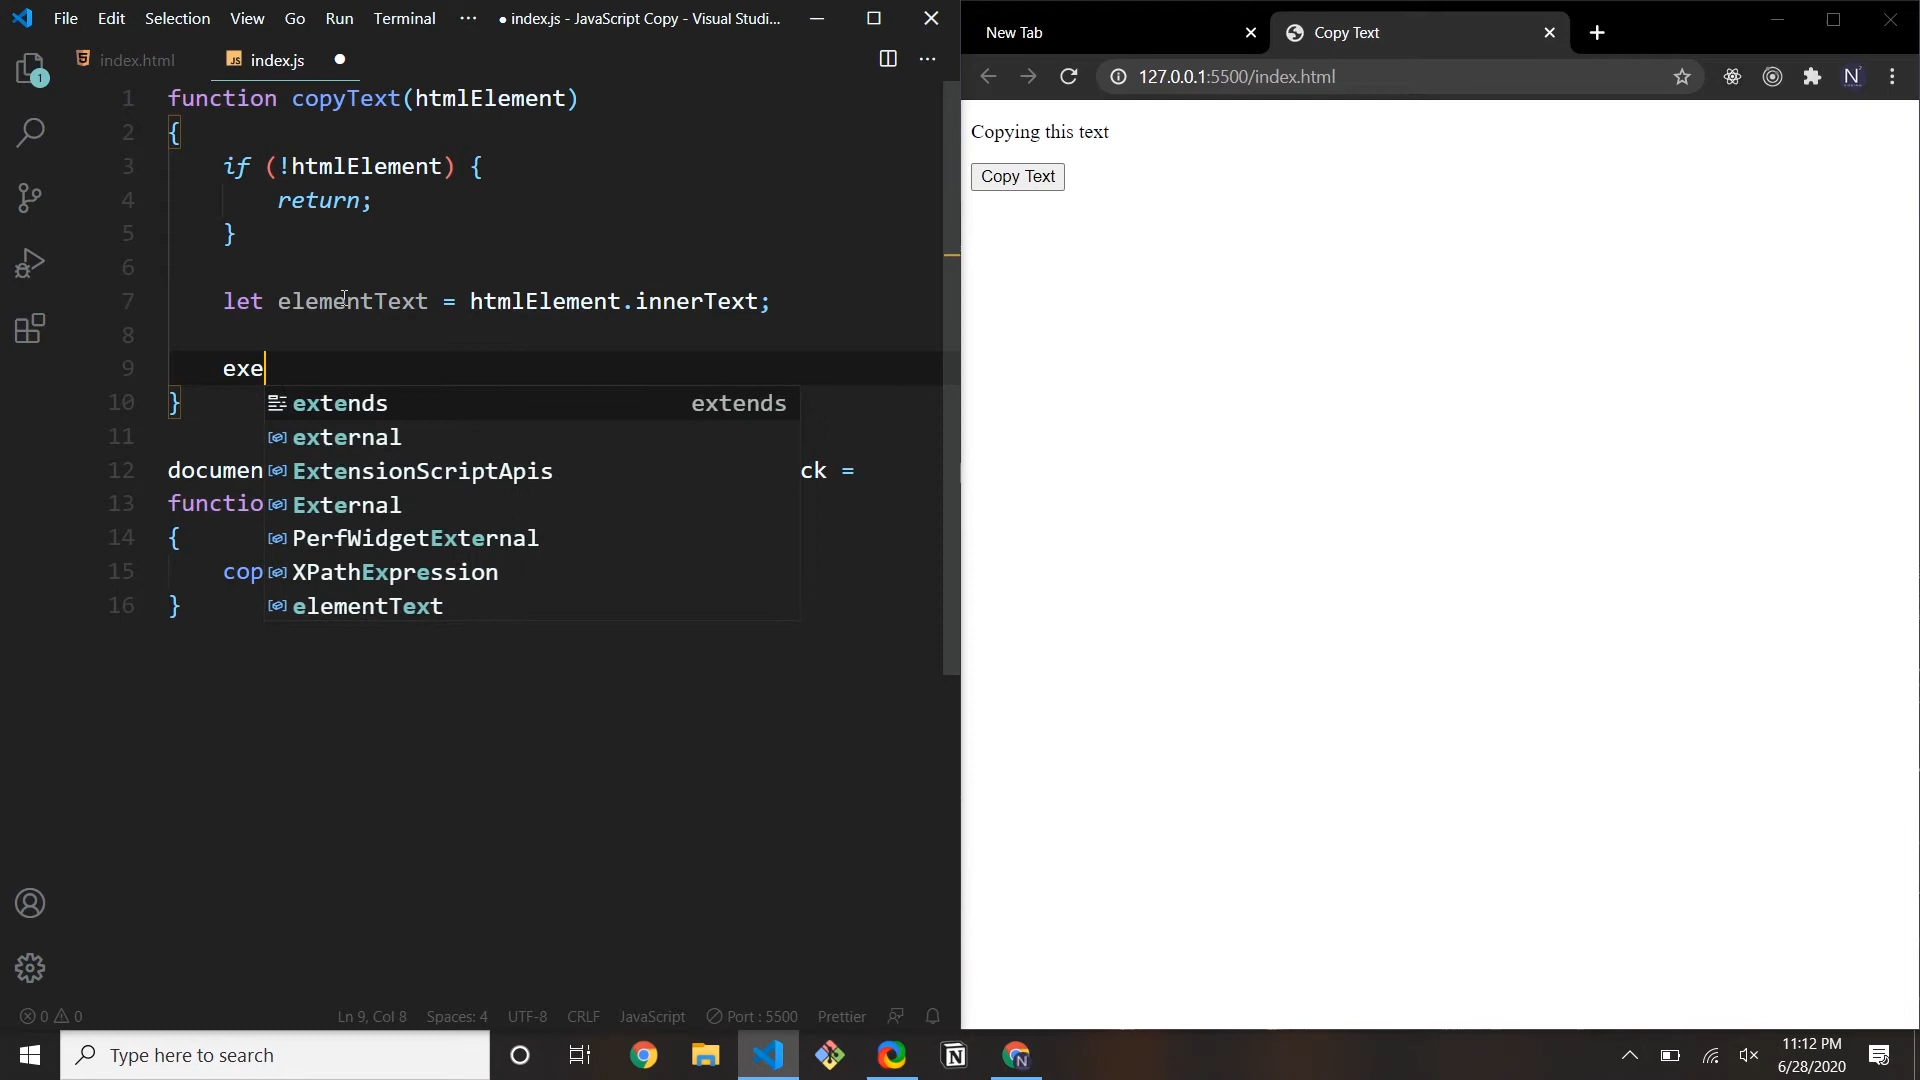 File Edit Selection View Go Run Terminal ··· ● index.js - JavaScript Copy - Visual Studi...
index.html
JS index.js ●
1 function copyText(htmlElement)
2 {
3 if (!htmlElement) {
4 return;
5 }
6
7 let elementText = htmlElement.innerText;
8
9 exe
10 }
11
12 documen ck =
13 functio
14 {
15 cop
16 }
extends extends
external
ExtensionScriptApis
External
PerfWidgetExternal
XPathExpression
elementText
1
0 0
Ln 9, Col 8 Spaces: 4 UTF-8 CRLF JavaScript Port : 5500 Prettier
New Tab
Copy Text
127.0.0.1:5500/index.html
N
Copying this text
Copy Text
Type here to search
N
N
11:12 PM
6/28/2020